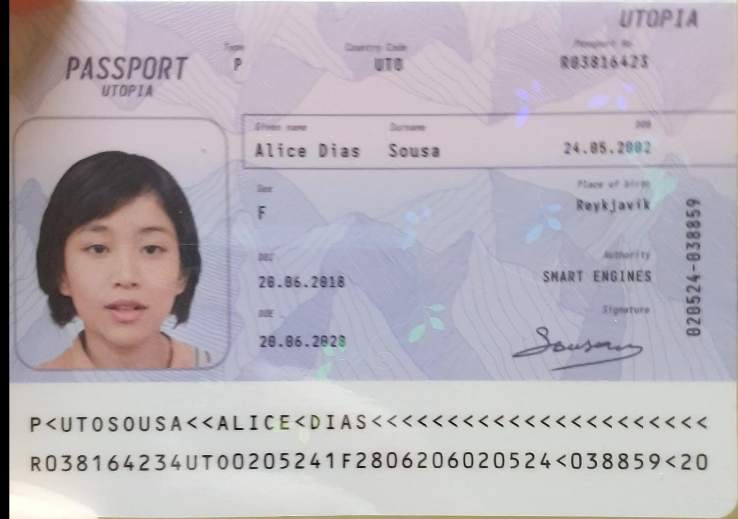 UTOPIA
PASSPORT
UTOPIA
Type
P
Country Code
UTO
Passport No.
R03816423
Given name
Alice Dias
Surname
Sousa
DOB
24.05.2002
Sex
F
Place of birth
Reykjavik
DOI
20.06.2018
Authority
SMART ENGINES
DOE
20.06.2028
Signature
Sousa
020524-038859
P<UTOSOUSA<<ALICE<DIAS<<<<<<<<<<<<<<<<<<<<<<
R038164234UTO0205241F2806206020524<038859<20